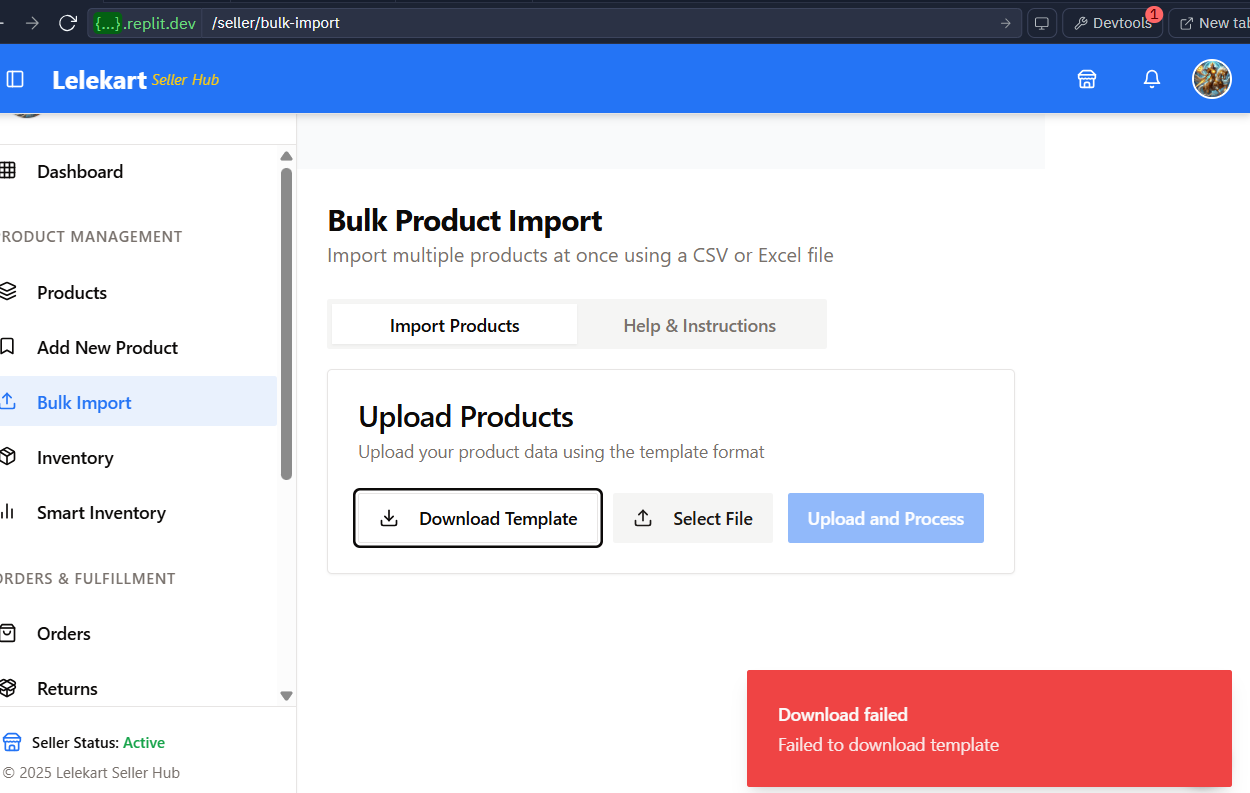 {...}.replit.dev /seller/bulk-import
Devtools 1
New tab
Lelekart Seller Hub
Dashboard
PRODUCT MANAGEMENT
Products
Add New Product
Bulk Import
Inventory
Smart Inventory
ORDERS & FULFILLMENT
Orders
Returns
Seller Status: Active
© 2025 Lelekart Seller Hub
Bulk Product Import
Import multiple products at once using a CSV or Excel file
Import Products
Help & Instructions
Upload Products
Upload your product data using the template format
Download Template
Select File
Upload and Process
Download failed
Failed to download template